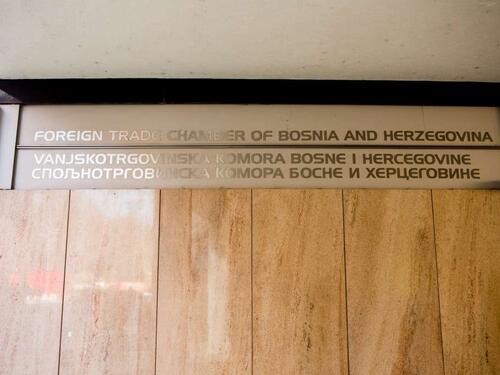 FOREIGN TRADE CHAMBER OF BOSNIA AND HERZEGOVINA
VANJSKOTRGOVINSKA KOMORA BOSNE I HERCEGOVINE
СПОЉНОТРГОВИНСКА КОМОРА БОСНЕ И ХЕРЦЕГОВИНЕ